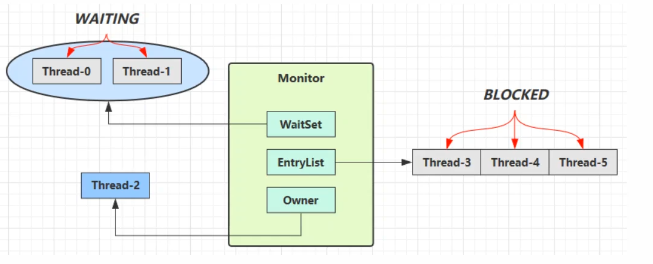 WAITING
Thread-0
Thread-1
Monitor
WaitSet
BLOCKED
EntryList
Thread-3
Thread-4
Thread-5
Thread-2
Owner